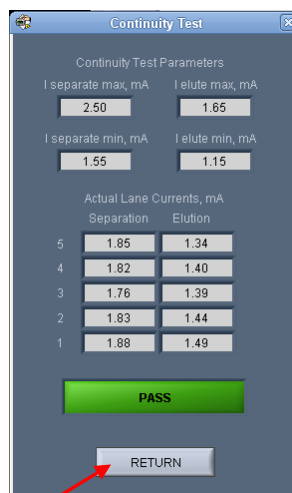 Continuity Test
Continuity Test Parameters
I separate max, mA I elute max, mA
2.50 1.65
I separate min, mA I elute min, mA
1.55 1.15
Actual Lane Currents, mA
Separation Elution
5 1.85 1.34
4 1.82 1.40
3 1.76 1.39
2 1.83 1.44
1 1.88 1.49
PASS
RETURN